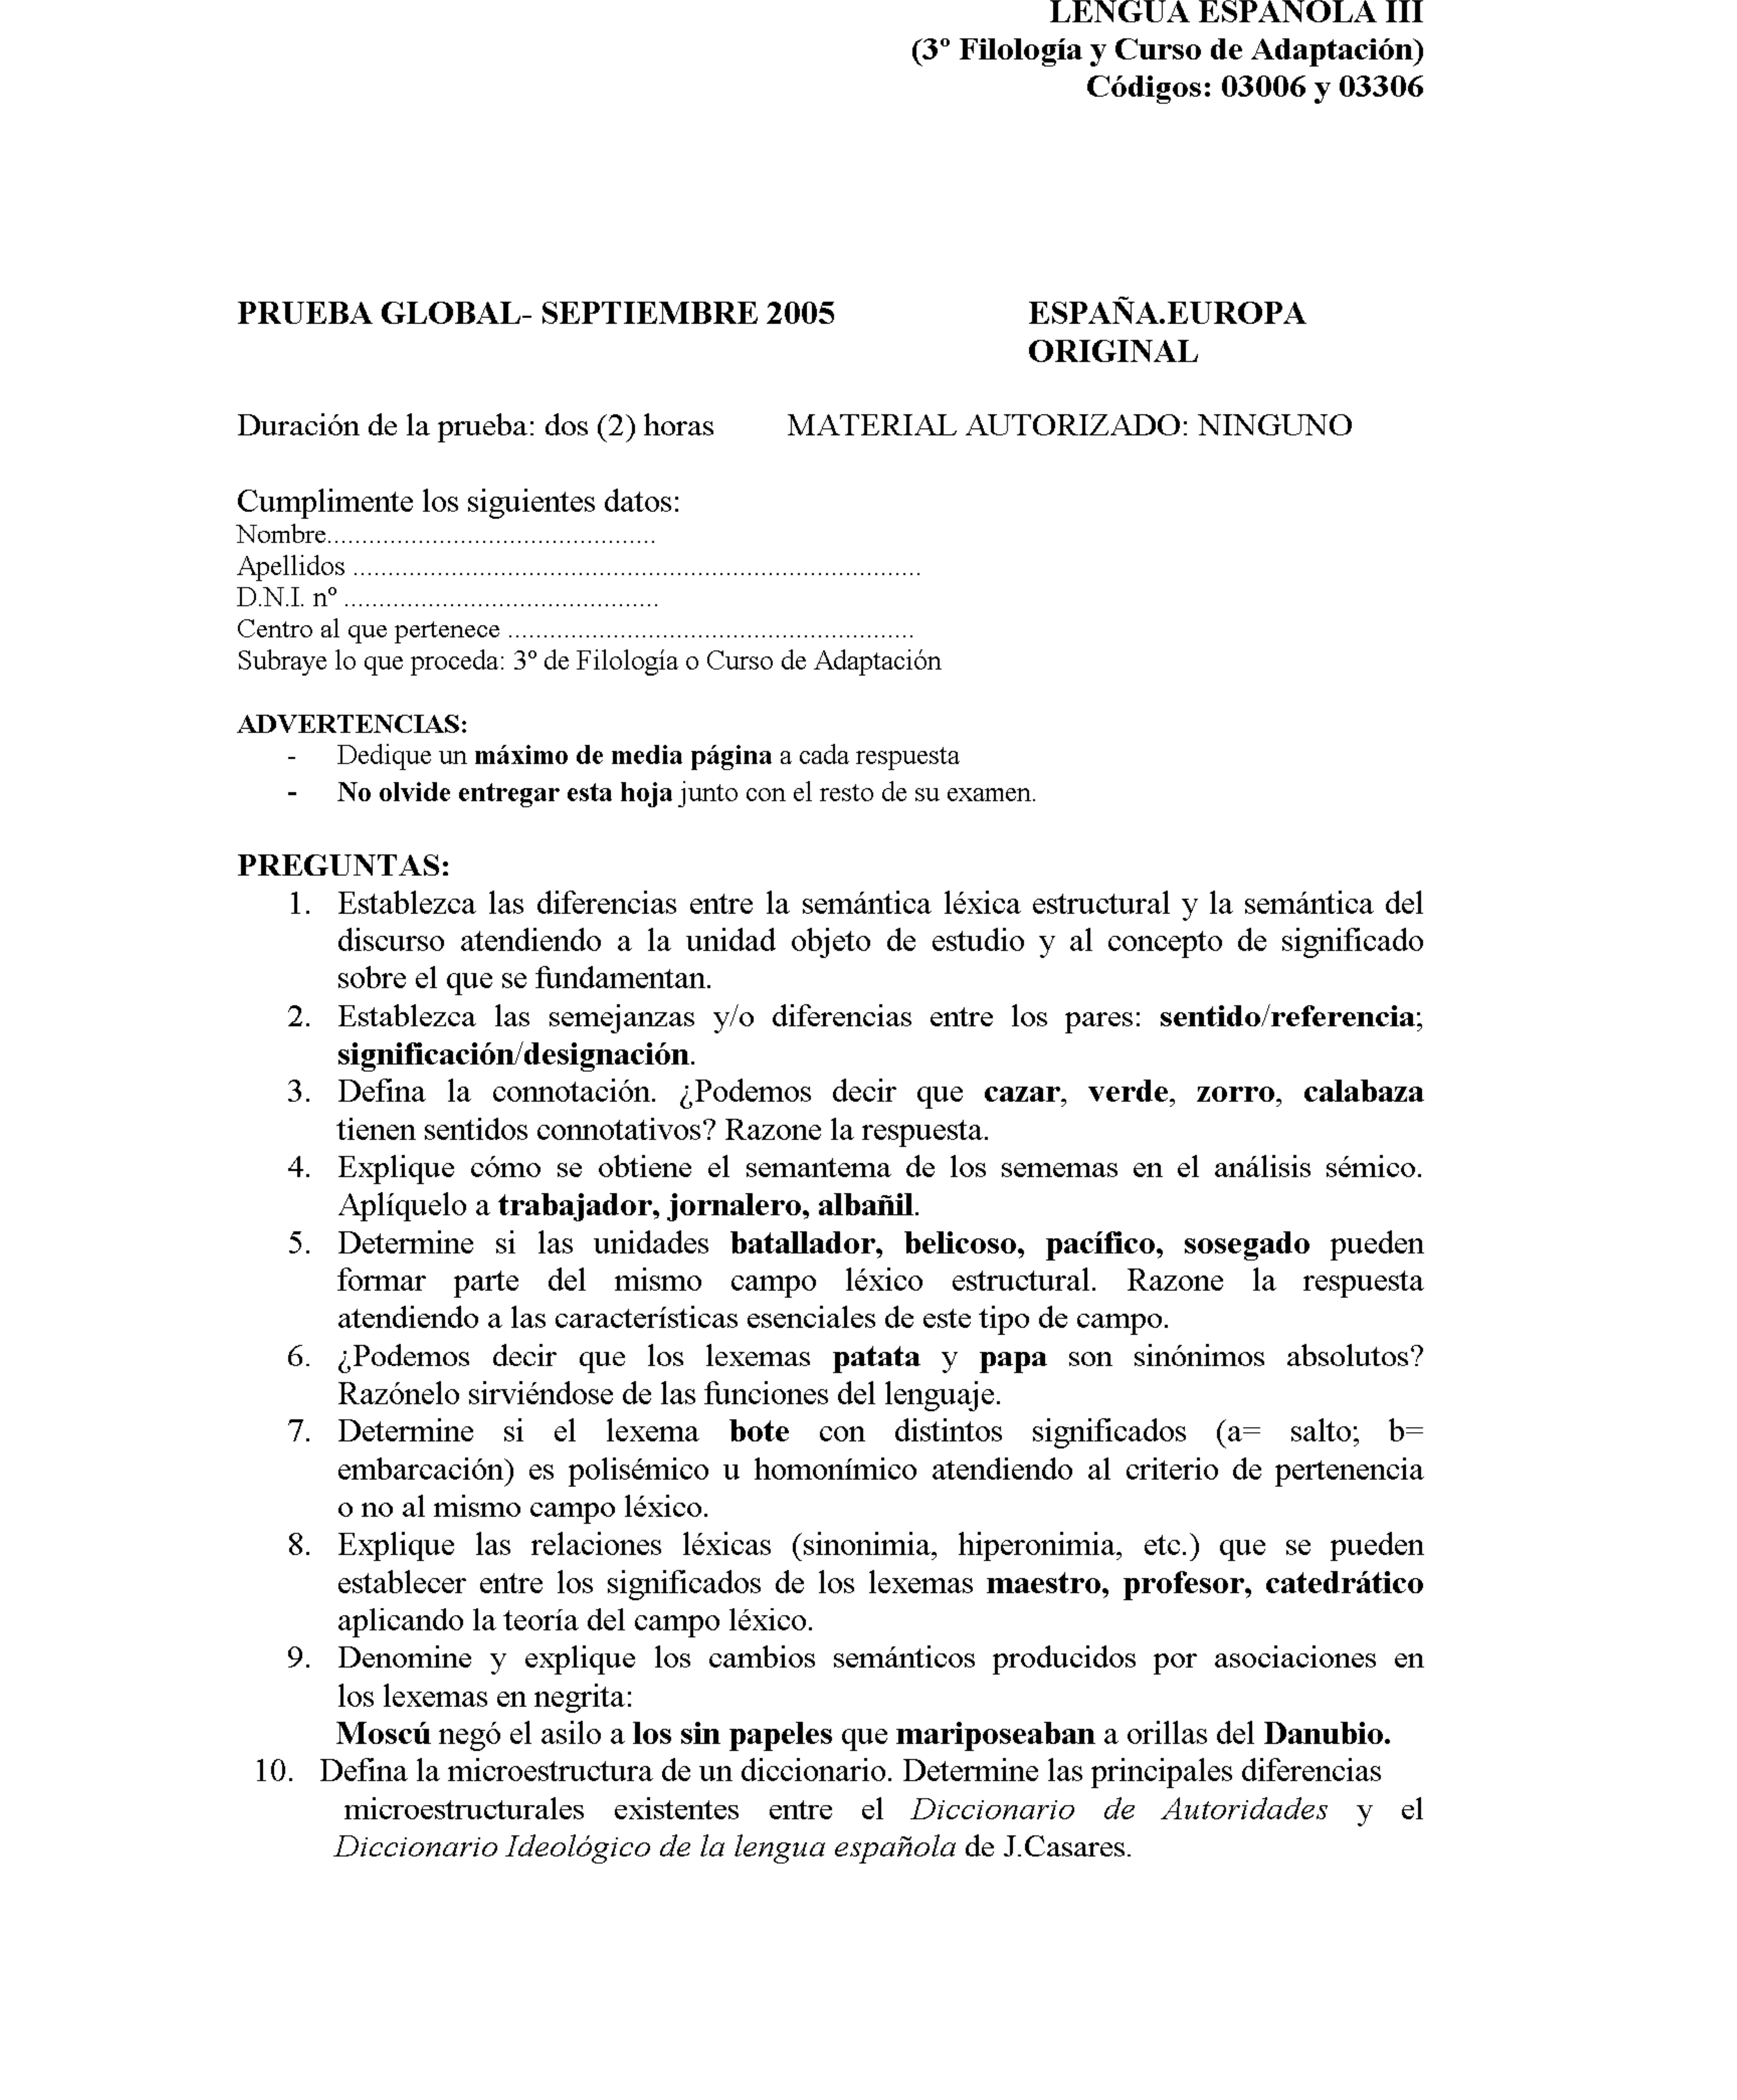 LENGUA ESPAÑOLA III
(3º Filología y Curso de Adaptación)
Códigos: 03006 y 03306
PRUEBA GLOBAL- SEPTIEMBRE 2005 ESPAÑA.EUROPA
ORIGINAL
Duración de la prueba: dos (2) horas MATERIAL AUTORIZADO: NINGUNO
Cumplimente los siguientes datos:
Nombre...............................................
Apellidos .................................................................................
D.N.I. nº .............................................
Centro al que pertenece ..........................................................
Subraye lo que proceda: 3º de Filología o Curso de Adaptación
ADVERTENCIAS:
- Dedique un máximo de media página a cada respuesta
- No olvide entregar esta hoja junto con el resto de su examen.
PREGUNTAS:
1. Establezca las diferencias entre la semántica léxica estructural y la semántica del
discurso atendiendo a la unidad objeto de estudio y al concepto de significado
sobre el que se fundamentan.
2. Establezca las semejanzas y/o diferencias entre los pares: sentido/referencia;
significación/designación.
3. Defina la connotación. ¿Podemos decir que cazar, verde, zorro, calabaza
tienen sentidos connotativos? Razone la respuesta.
4. Explique cómo se obtiene el semantema de los sememas en el análisis sémico.
Aplíquelo a trabajador, jornalero, albañil.
5. Determine si las unidades batallador, belicoso, pacífico, sosegado pueden
formar parte del mismo campo léxico estructural. Razone la respuesta
atendiendo a las características esenciales de este tipo de campo.
6. ¿Podemos decir que los lexemas patata y papa son sinónimos absolutos?
Razónelo sirviéndose de las funciones del lenguaje.
7. Determine si el lexema bote con distintos significados (a= salto; b=
embarcación) es polisémico u homonímico atendiendo al criterio de pertenencia
o no al mismo campo léxico.
8. Explique las relaciones léxicas (sinonimia, hiperonimia, etc.) que se pueden
establecer entre los significados de los lexemas maestro, profesor, catedrático
aplicando la teoría del campo léxico.
9. Denomine y explique los cambios semánticos producidos por asociaciones en
los lexemas en negrita:
Moscú negó el asilo a los sin papeles que mariposeaban a orillas del Danubio.
10. Defina la microestructura de un diccionario. Determine las principales diferencias
microestructurales existentes entre el Diccionario de Autoridades y el
Diccionario Ideológico de la lengua española de J.Casares.